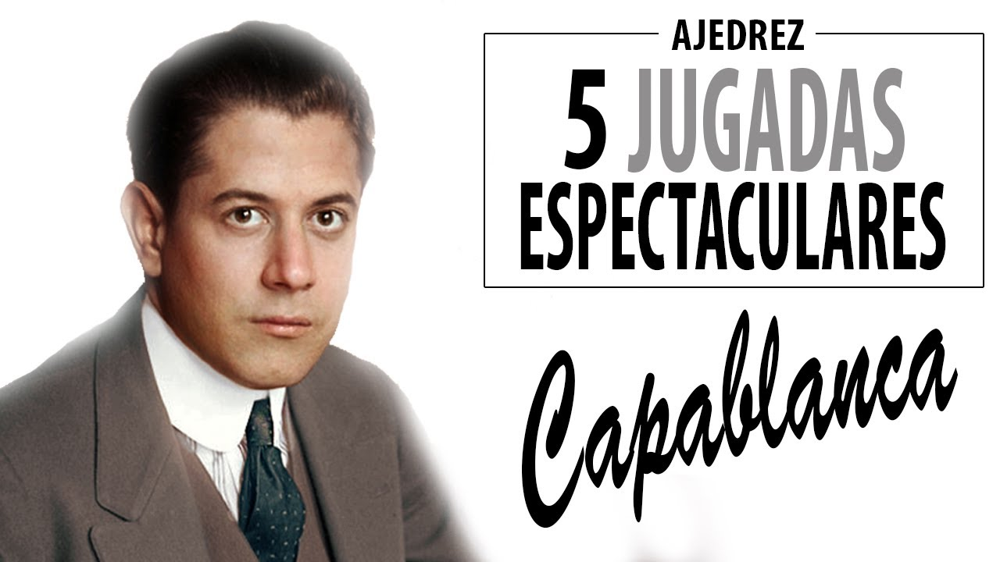 AJEDREZ
5 JUGADAS
ESPECTACULARES
Capablanca